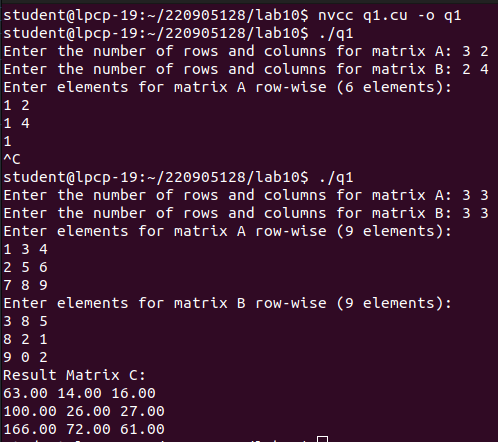 student@lpcp-19:~/220905128/lab10$ nvcc q1.cu -o q1
student@lpcp-19:~/220905128/lab10$ ./q1
Enter the number of rows and columns for matrix A: 3 2
Enter the number of rows and columns for matrix B: 2 4
Enter elements for matrix A row-wise (6 elements):
1 2
1 4
1
^C
student@lpcp-19:~/220905128/lab10$ ./q1
Enter the number of rows and columns for matrix A: 3 3
Enter the number of rows and columns for matrix B: 3 3
Enter elements for matrix A row-wise (9 elements):
1 3 4
2 5 6
7 8 9
Enter elements for matrix B row-wise (9 elements):
3 8 5
8 2 1
9 0 2
Result Matrix C:
63.00 14.00 16.00
100.00 26.00 27.00
166.00 72.00 61.00